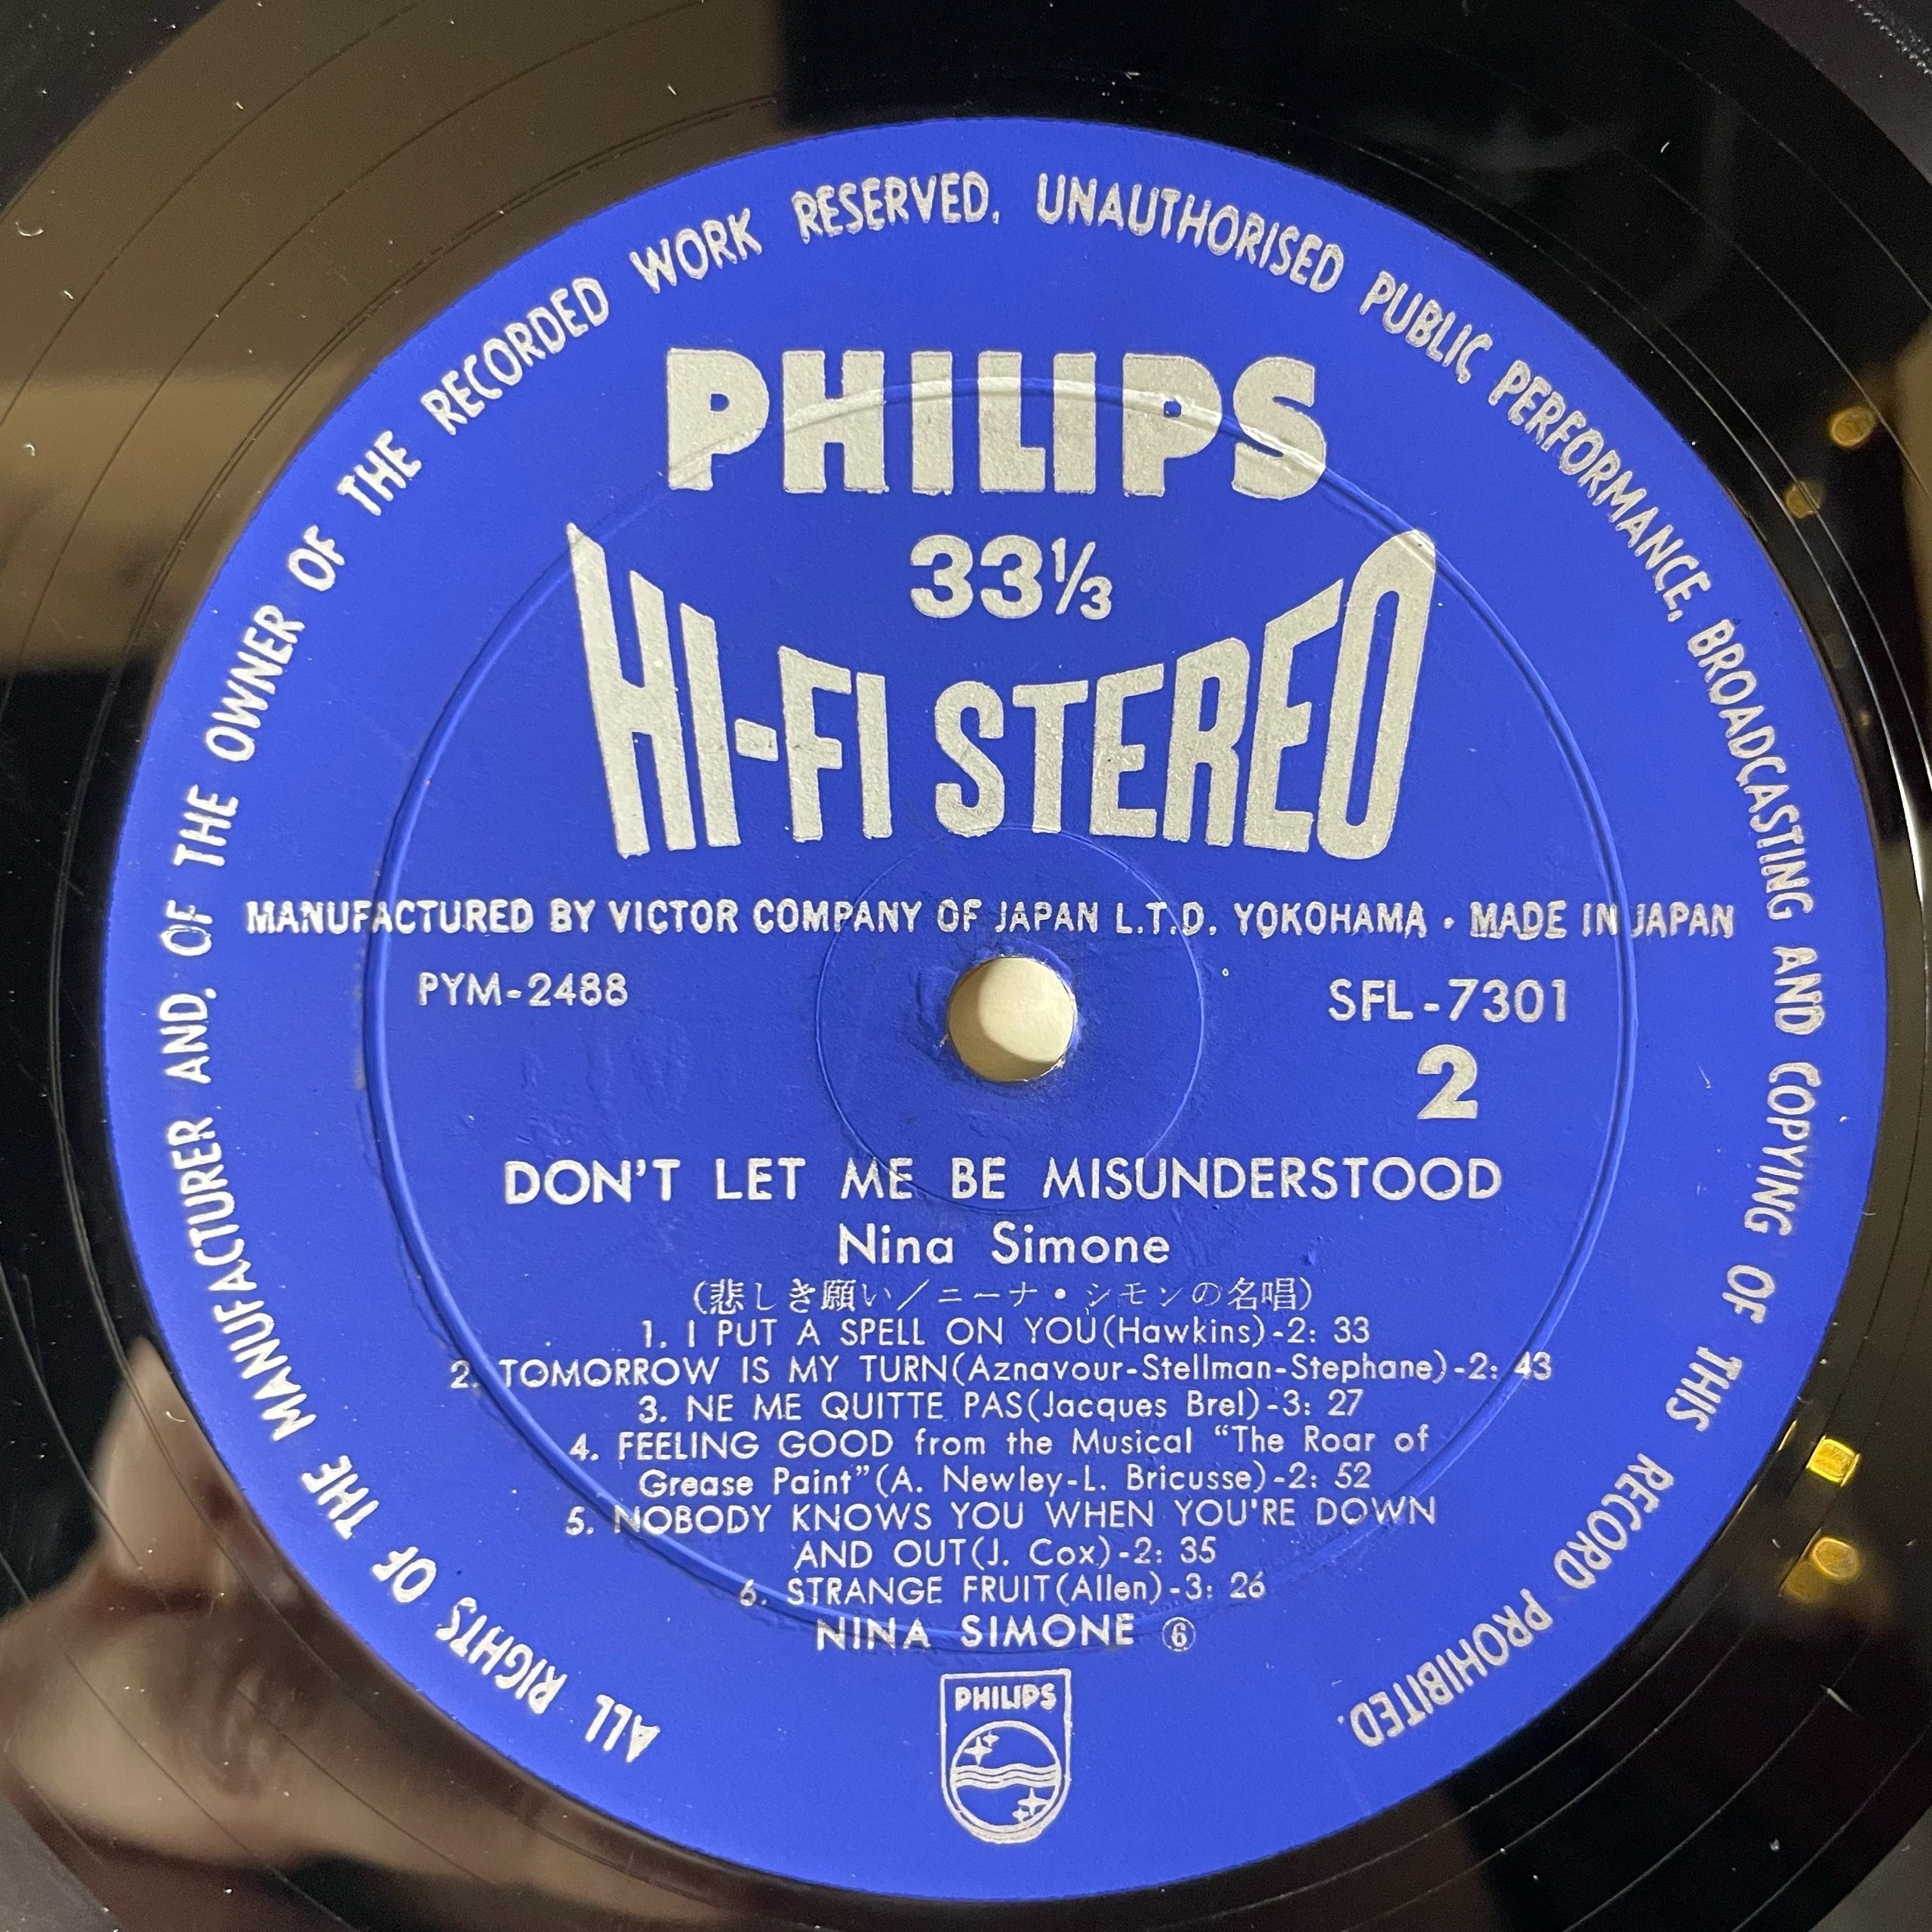 ALL RIGHTS OF THE MANUFACTURER AND, OF THE OWNER OF THE RECORDED WORK RESERVED. UNAUTHORISED PUBLIC PERFORMANCE, BROADCASTING AND COPYING OF THIS RECORD PROHIBITED.
PHILIPS
33⅓
HI-FI STEREO
MANUFACTURED BY VICTOR COMPANY OF JAPAN L.T.D. YOKOHAMA • MADE IN JAPAN
PYM-2488 SFL-7301
2
DON'T LET ME BE MISUNDERSTOOD
Nina Simone
(悲しき願い／ニーナ・シモンの名唱)
1. I PUT A SPELL ON YOU(Hawkins)-2: 33
2. TOMORROW IS MY TURN(Aznavour-Stellman-Stephane)-2: 43
3. NE ME QUITTE PAS(Jacques Brel)-3: 27
4. FEELING GOOD from the Musical “The Roar of
Grease Paint”(A. Newley-L. Bricusse)-2: 52
5. NOBODY KNOWS YOU WHEN YOU'RE DOWN
AND OUT(J. Cox)-2: 35
6. STRANGE FRUIT(Allen)-3: 26
NINA SIMONE ⑥
PHILIPS